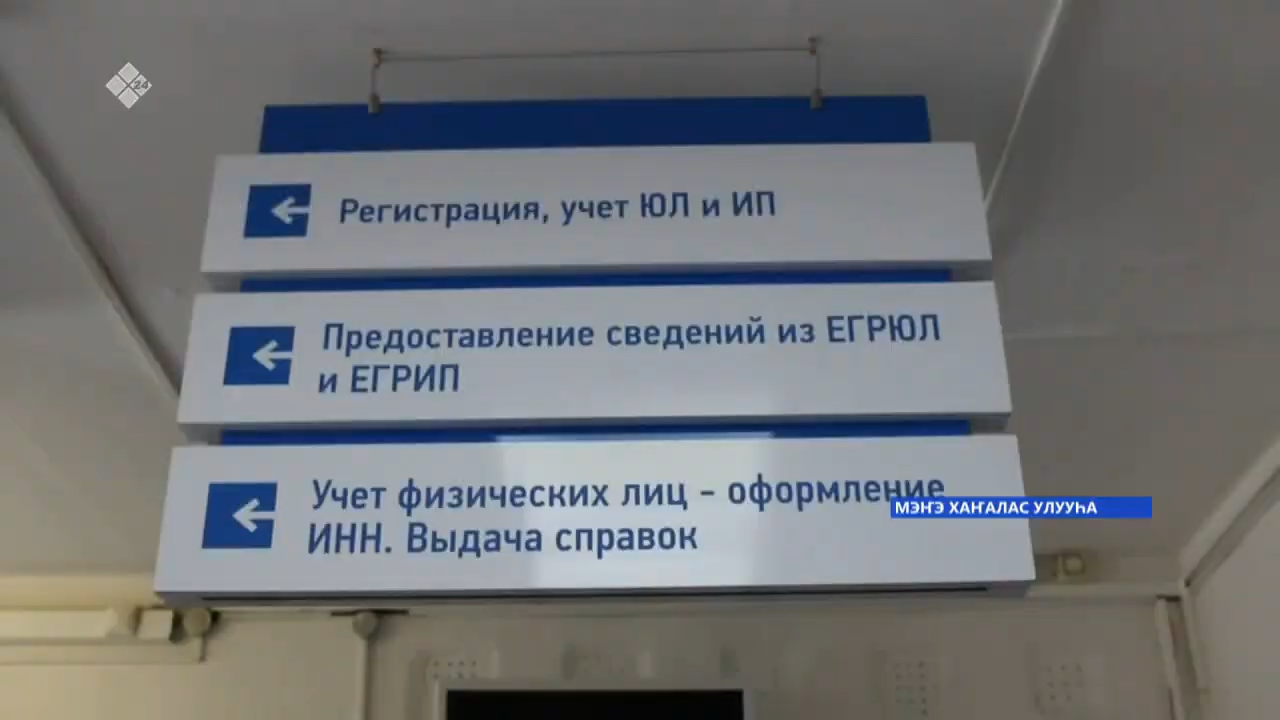 24
Регистрация, учет ЮЛ и ИП
Предоставление сведений из ЕГРЮЛ
и ЕГРИП
Учет физических лиц - оформление
ИНН. Выдача справок
МЭҤЭ ХАҤАЛАС УЛУУҺА